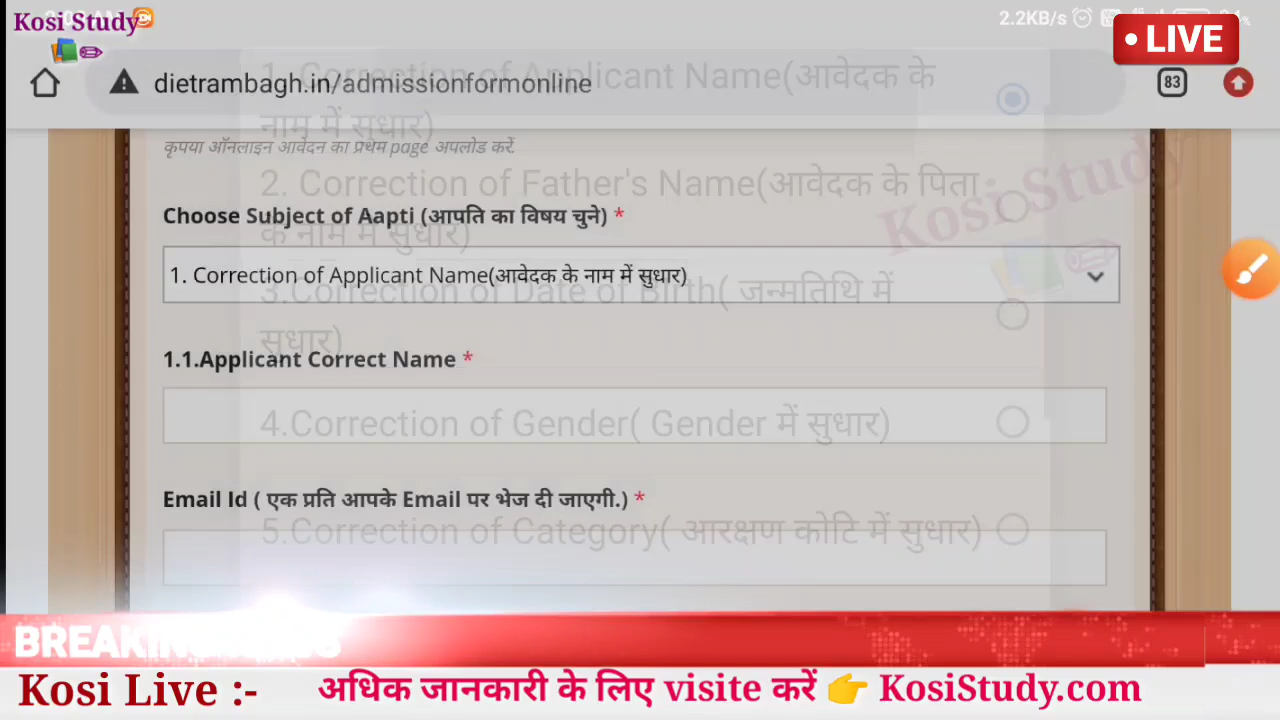 Kosi Study
2.2KB/s
LIVE
dietrambagh.in/admissionformonline
83
1. Correction of Applicant Name(आवेदक के
नाम में सुधार)
कृपया ऑनलाइन आवेदन का प्रथम page अपलोड करें.
2. Correction of Father's Name(आवेदक के पिता
के नाम में सुधार)
Kosi Study
Choose Subject of Aapti (आपति का विषय चुने) *
1. Correction of Applicant Name(आवेदक के नाम में सुधार)
3.Correction of Date of Birth( जन्मतिथि में
सुधार)
1.1.Applicant Correct Name *
4.Correction of Gender( Gender में सुधार)
Email Id ( एक प्रति आपके Email पर भेज दी जाएगी.) *
5.Correction of Category( आरक्षण कोटि में सुधार)
BREAKING NEWS
Kosi Live :- अधिक जानकारी के लिए visite करें 👉 KosiStudy.com